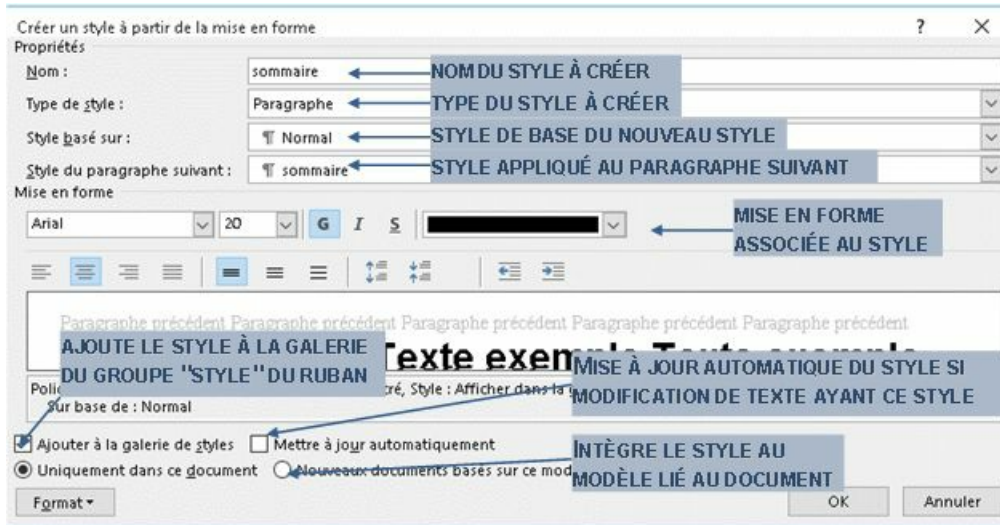 Créer un style à partir de la mise en forme ? ×
Propriétés
Nom : sommaire NOM DU STYLE À CRÉER
Type de style : Paragraphe TYPE DU STYLE À CRÉER
Style basé sur : ¶ Normal STYLE DE BASE DU NOUVEAU STYLE
Style du paragraphe suivant : ¶ sommaire STYLE APPLIQUÉ AU PARAGRAPHE SUIVANT
Mise en forme
Arial 20 G I S
MISE EN FORME
ASSOCIÉE AU STYLE
Paragraphe précédent Paragraphe précédent Paragraphe précédent Paragraphe précédent Paragraphe précédent
AJOUTE LE STYLE À LA GALERIE
DU GROUPE "STYLE" DU RUBAN
Texte
MISE À JOUR AUTOMATIQUE DU STYLE SI
MODIFICATION DE TEXTE AYANT CE STYLE
Style : Afficher dans la
Sur base de : Normal
Ajouter à la galerie de styles Mettre à jour automatiquement
INTÈGRE LE STYLE AU
MODÈLE LIÉ AU DOCUMENT
Uniquement dans ce document Nouveaux documents basés sur ce
Format OK Annuler